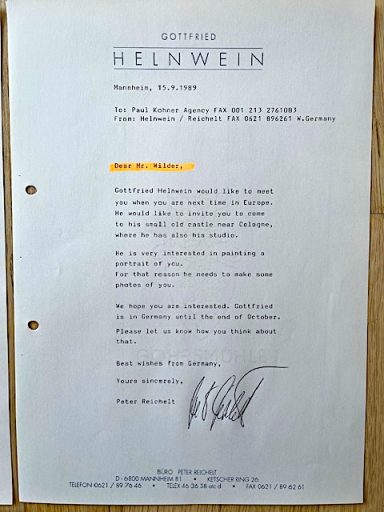 GOTTFRIED
HELNWEIN
Mannheim, 15.9.1989
To: Paul Kohner Agency FAX 001 213 2761083
From: Helnwein / Reichelt FAX 0621 896261 W.Germany
Dear Mr. Wilder,
Gottfried Helnwein would like to meet
you when you are next time in Europe.
He would like to invite you to come
to his small old castle near Cologne,
where he has also his studio.
He is very interested in painting a
portrait of you.
For that reason he needs to make some
photos of you.
We hope you are interested. Gottfried
is in Germany until the end of October.
Please let us know how you think about
that.
Best wishes from Germany,
Yours sincerely,
Peter Reichelt
BÜRO PETER REICHELT
D - 6800 MANNHEIM 81 • KETSCHER RING 26
TELEFON 0621 / 89 76 46 • TELEX 46 36 38 etc d • FAX 0621 / 89 62 61